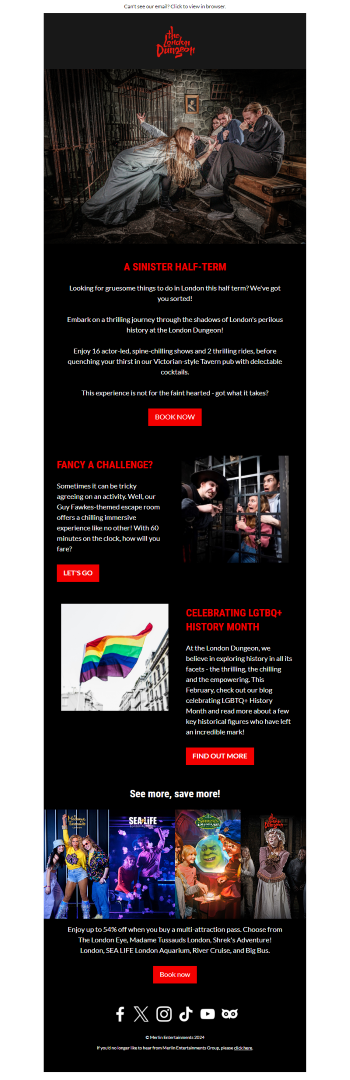 Can't see our email? Click to view in browser.
the
London
Dungeon
A SINISTER HALF-TERM
Looking for gruesome things to do in London this half term? We've got
you sorted!
Embark on a thrilling journey through the shadows of London's perilous
history at the London Dungeon!
Enjoy 16 actor-led, spine-chilling shows and 2 thrilling rides, before
quenching your thirst in our Victorian-style Tavern pub with delectable
cocktails.
This experience is not for the faint hearted - got what it takes?
BOOK NOW
FANCY A CHALLENGE?
Sometimes it can be tricky
agreeing on an activity. Well, our
Guy Fawkes-themed escape room
offers a chilling immersive
experience like no other! With 60
minutes on the clock, how will you
fare?
LET'S GO
CELEBRATING LGTBQ+
HISTORY MONTH
At the London Dungeon, we
believe in exploring history in all its
facets - the thrilling, the chilling
and the empowering. This
February, check out our blog
celebrating LGBTQ+ History
Month and read more about a few
key historical figures who have left
an incredible mark!
FIND OUT MORE
See more, save more!
SEA LIFE
Enjoy up to 54% off when you buy a multi-attraction pass. Choose from
The London Eye, Madame Tussauds London, Shrek's Adventure!
London, SEA LIFE London Aquarium, River Cruise, and Big Bus.
Book now
© Merlin Entertainments 2024
If you'd no longer like to hear from Merlin Entertainments Group, please click here.